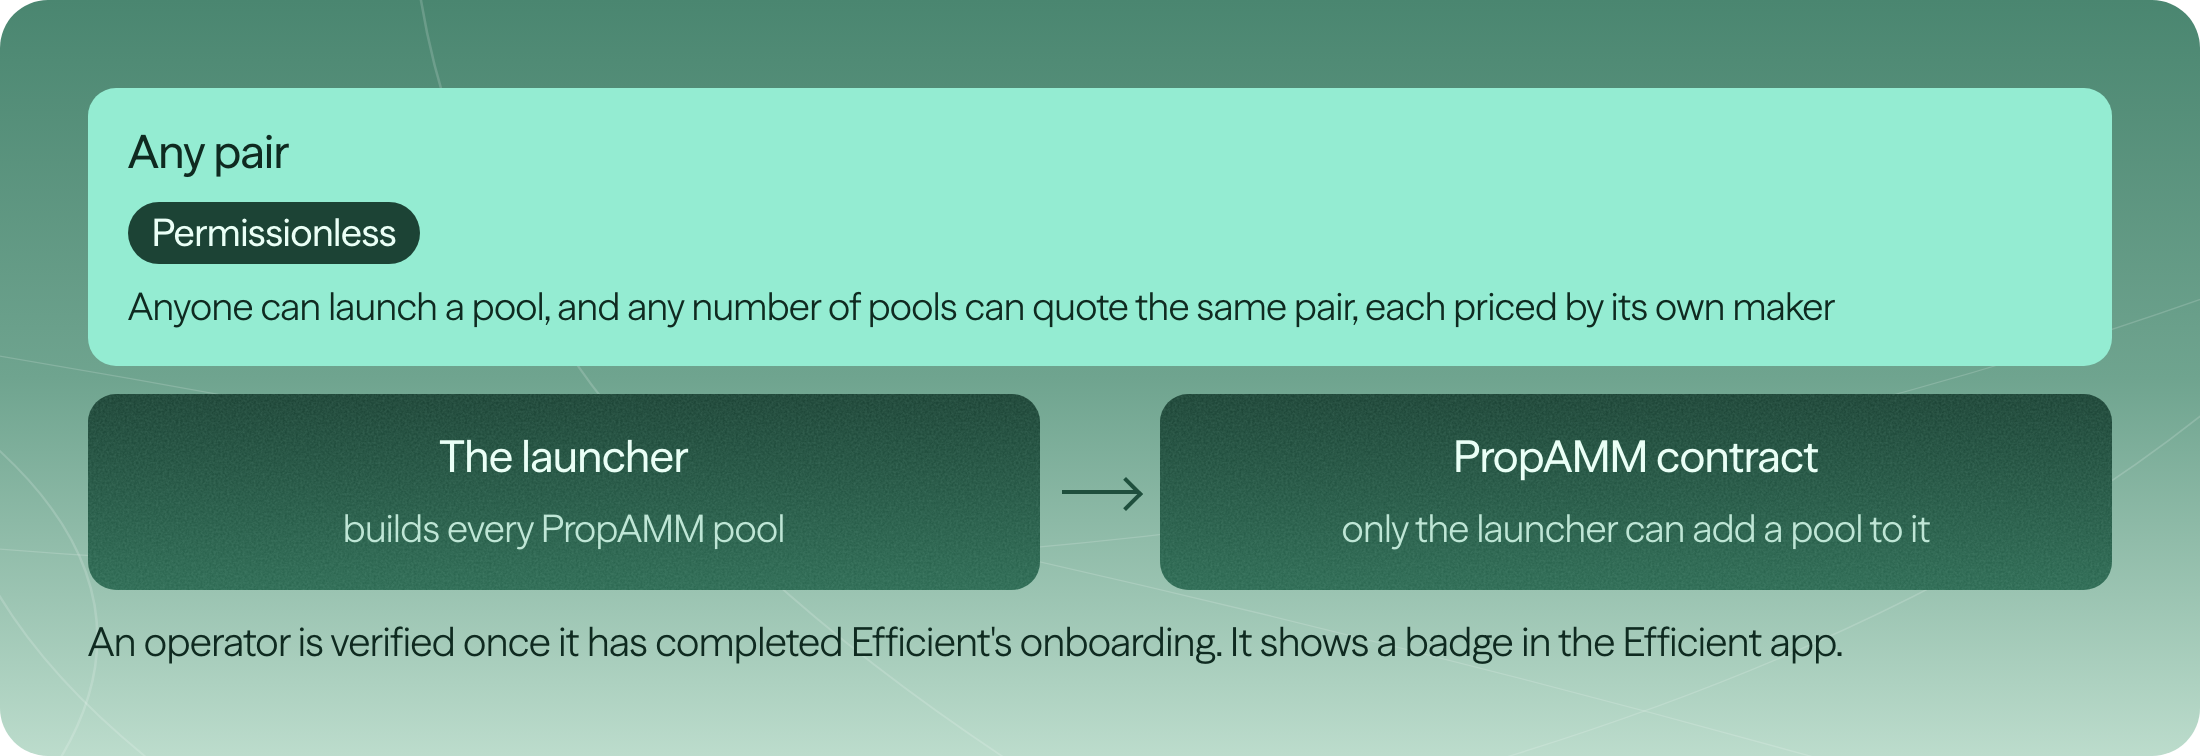 Any pair
Permissionless
Anyone can launch a pool, and any number of pools can quote the same pair, each priced by its own maker
The launcher
builds every PropAMM pool
PropAMM contract
only the launcher can add a pool to it
An operator is verified once it has completed Efficient's onboarding. It shows a badge in the Efficient app.